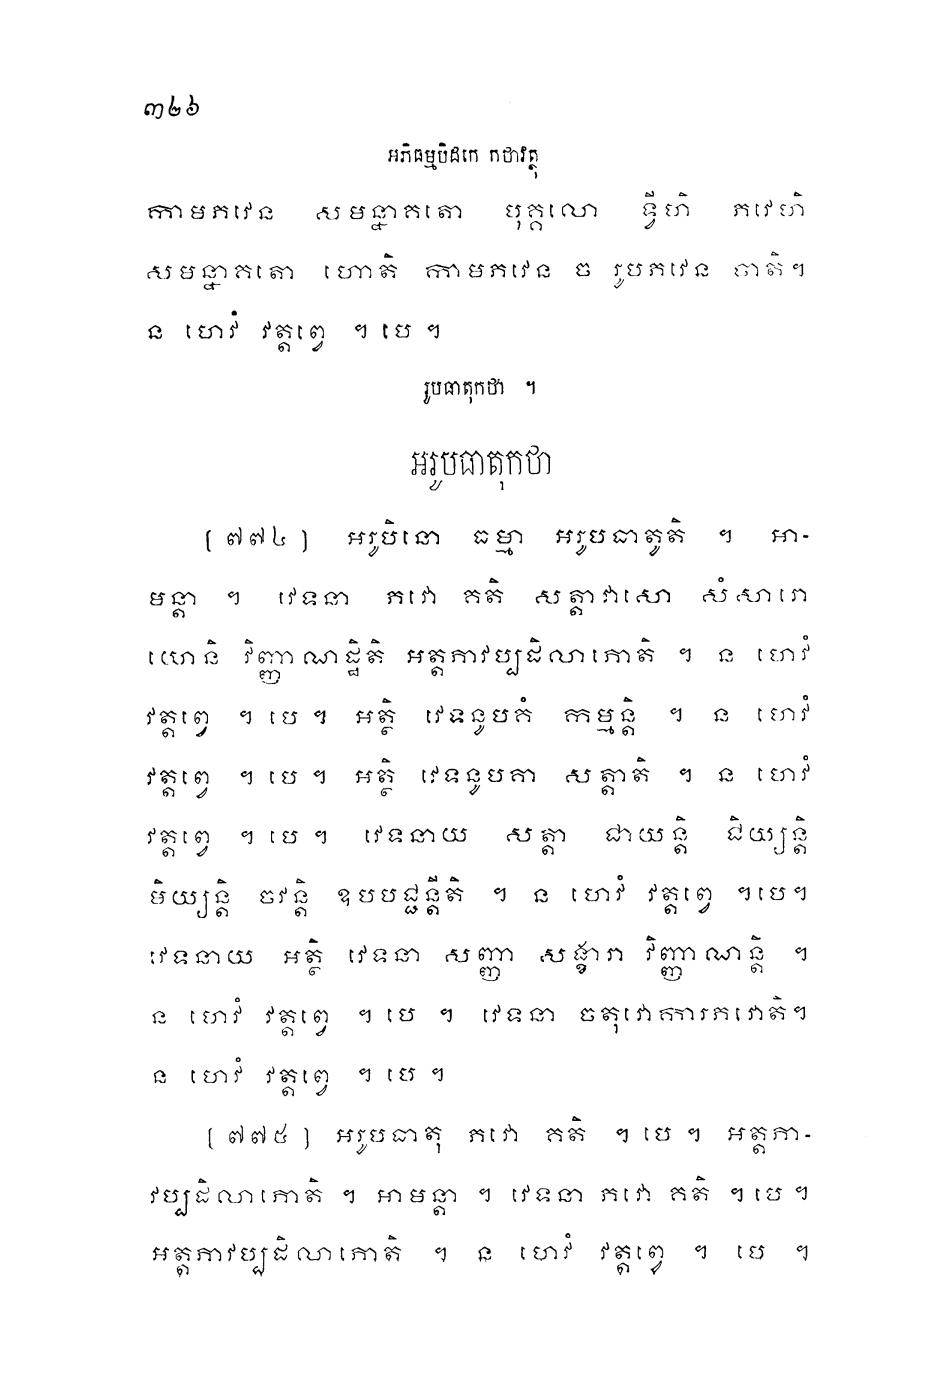 ៣២៦
អភិធម្មបិដកេ កថាវត្ថុ
កាមភវេន សមន្នាគតោ បុគ្គលោ ទ្វីហិ ភវេហិ
សមន្នាគតោ ហោតិ កាមភវេន ច រូបភវេន ចាតិ។
ន ហេវំ វត្តព្វេ ។ បេ ។
រូបធាតុកថា ។
អរូបធាតុកថា
[៧៧៤] អរូបិនោ ធម្មា អរូបធាតូតិ ។ អា-
មន្តា ។ វេទនា ភវោ គតិ សត្តាវាសោ សំសារោ
យោនិ វិញ្ញាណដ្ឋិតិ អត្តភាវប្បដិលាភោតិ ។ ន ហេវំ
វត្តព្វេ ។ បេ ។ អត្ថិ វេទនូបគំ កម្មន្តិ ។ ន ហេវំ
វត្តព្វេ ។ បេ ។ អត្ថិ វេទនូបគា សត្តាតិ ។ ន ហេវំ
វត្តព្វេ ។ បេ ។ វេទនាយ សត្តា ជាយន្តិ ជិយ្យន្តិ
មិយ្យន្តិ ចវន្តិ ឧបបជ្ជន្តីតិ ។ ន ហេវំ វត្តព្វេ ។បេ។
វេទនាយ អត្ថិ វេទនា សញ្ញា សង្ខារា វិញ្ញាណន្តិ ។
ន ហេវំ វត្តព្វេ ។ បេ ។ វេទនា ចតុវោការភវោតិ។
ន ហេវំ វត្តព្វេ ។ បេ ។
[៧៧៥] អរូបធាតុ ភវោ គតិ ។ បេ ។ អត្តភា-
វប្បដិលាភោតិ ។ អាមន្តា ។ វេទនា ភវោ គតិ ។ បេ ។
អត្តភាវប្បដិលាភោតិ ។ ន ហេវំ វត្តព្វេ ។ បេ ។